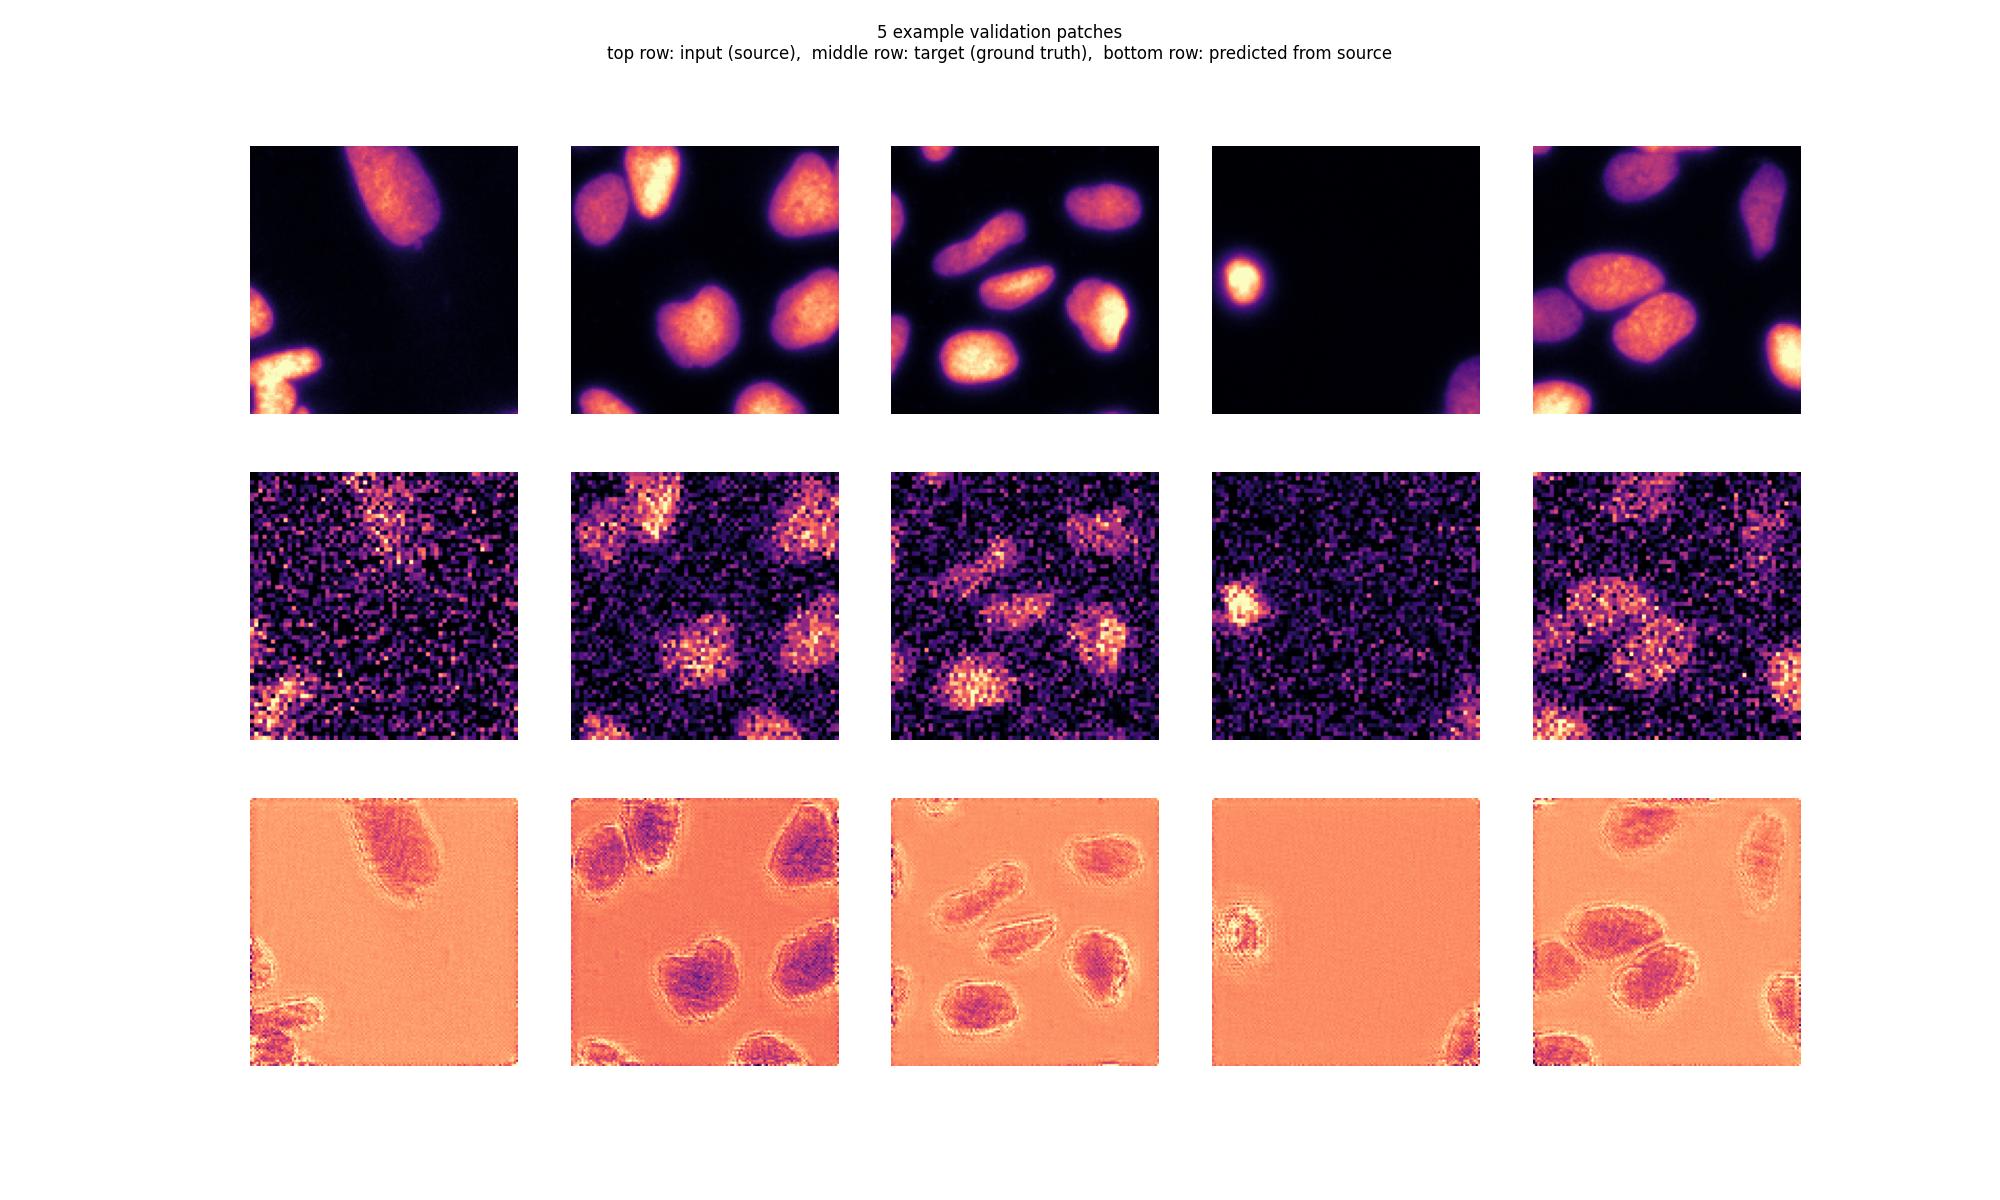 5 example validation patches
top row: input (source),  middle row: target (ground truth),  bottom row: predicted from source